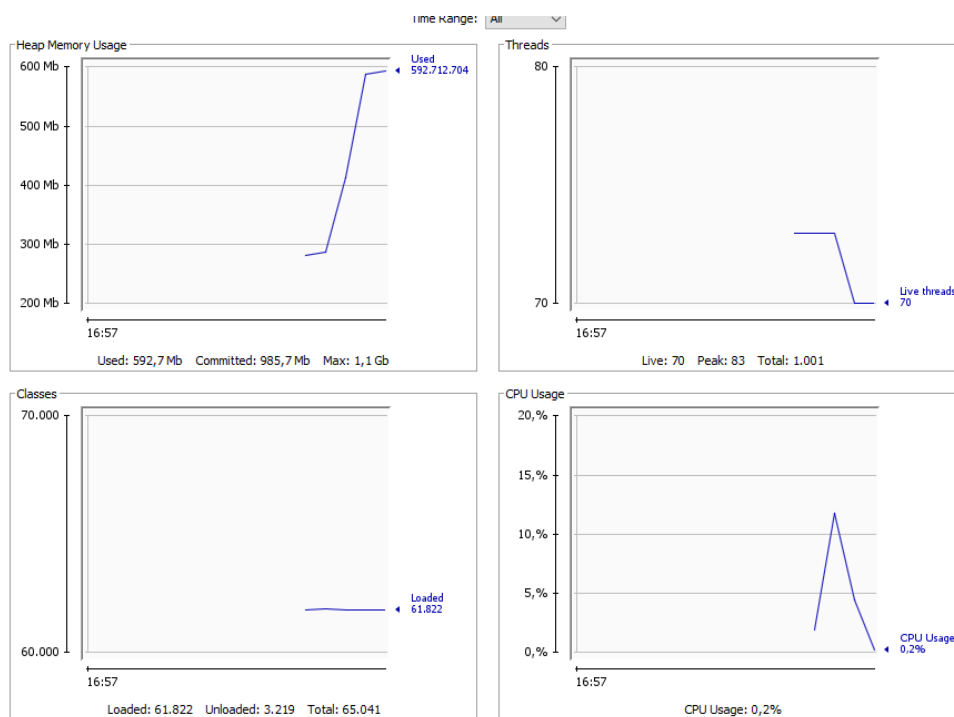 Time Range: All
Heap Memory Usage
600 Mb
500 Mb
400 Mb
300 Mb
200 Mb
Used
592.712.704
16:57
Used: 592,7 Mb Committed: 985,7 Mb Max: 1,1 Gb
Threads
80
70
Live threads
70
16:57
Live: 70 Peak: 83 Total: 1.001
Classes
70.000
60.000
Loaded
61.822
16:57
Loaded: 61.822 Unloaded: 3.219 Total: 65.041
CPU Usage
20,%
15,%
10,%
5,%
0,%
CPU Usage
0,2%
16:57
CPU Usage: 0,2%